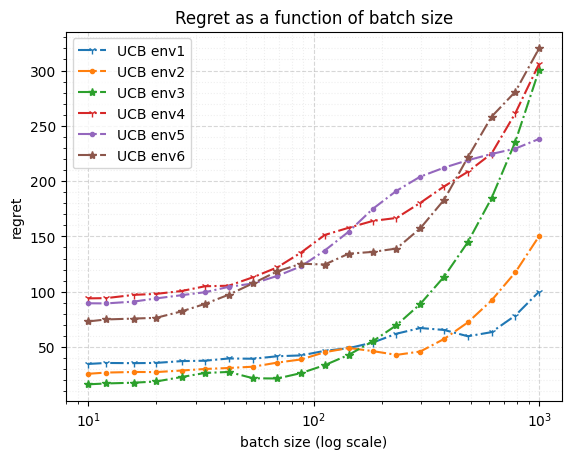 Regret as a function of batch size
UCB env1
UCB env2
UCB env3
UCB env4
UCB env5
UCB env6
300
250
200
150
100
50
regret
10¹
10²
10³
batch size (log scale)